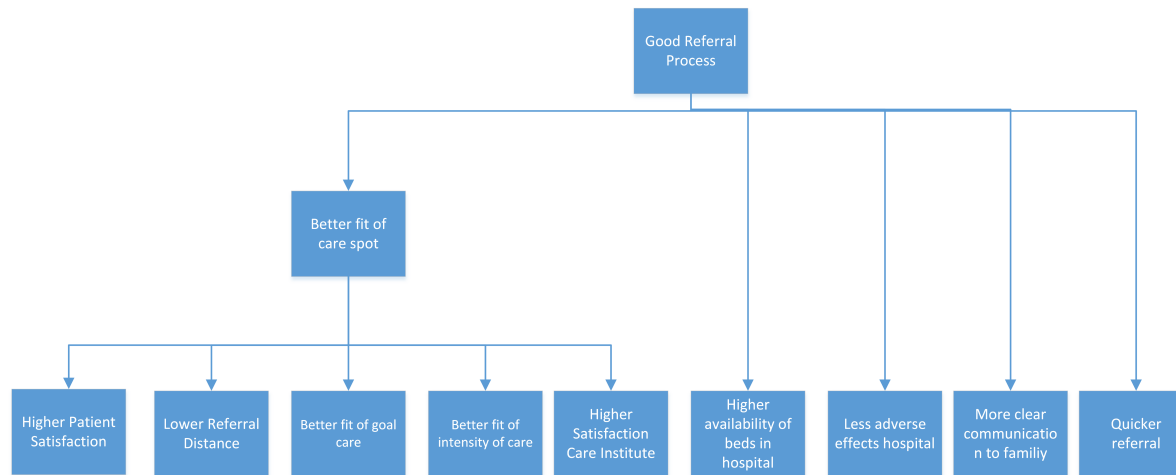 Good Referral
Process
Better fit of
care spot
Higher Patient
Satisfaction
Lower Referral
Distance
Better fit of goal
care
Better fit of
intensity of care
Higher
Satisfaction
Care Institute
Higher
availability of
beds in
hospital
Less adverse
effects hospital
More clear
communicatio
n to familiy
Quicker
referral